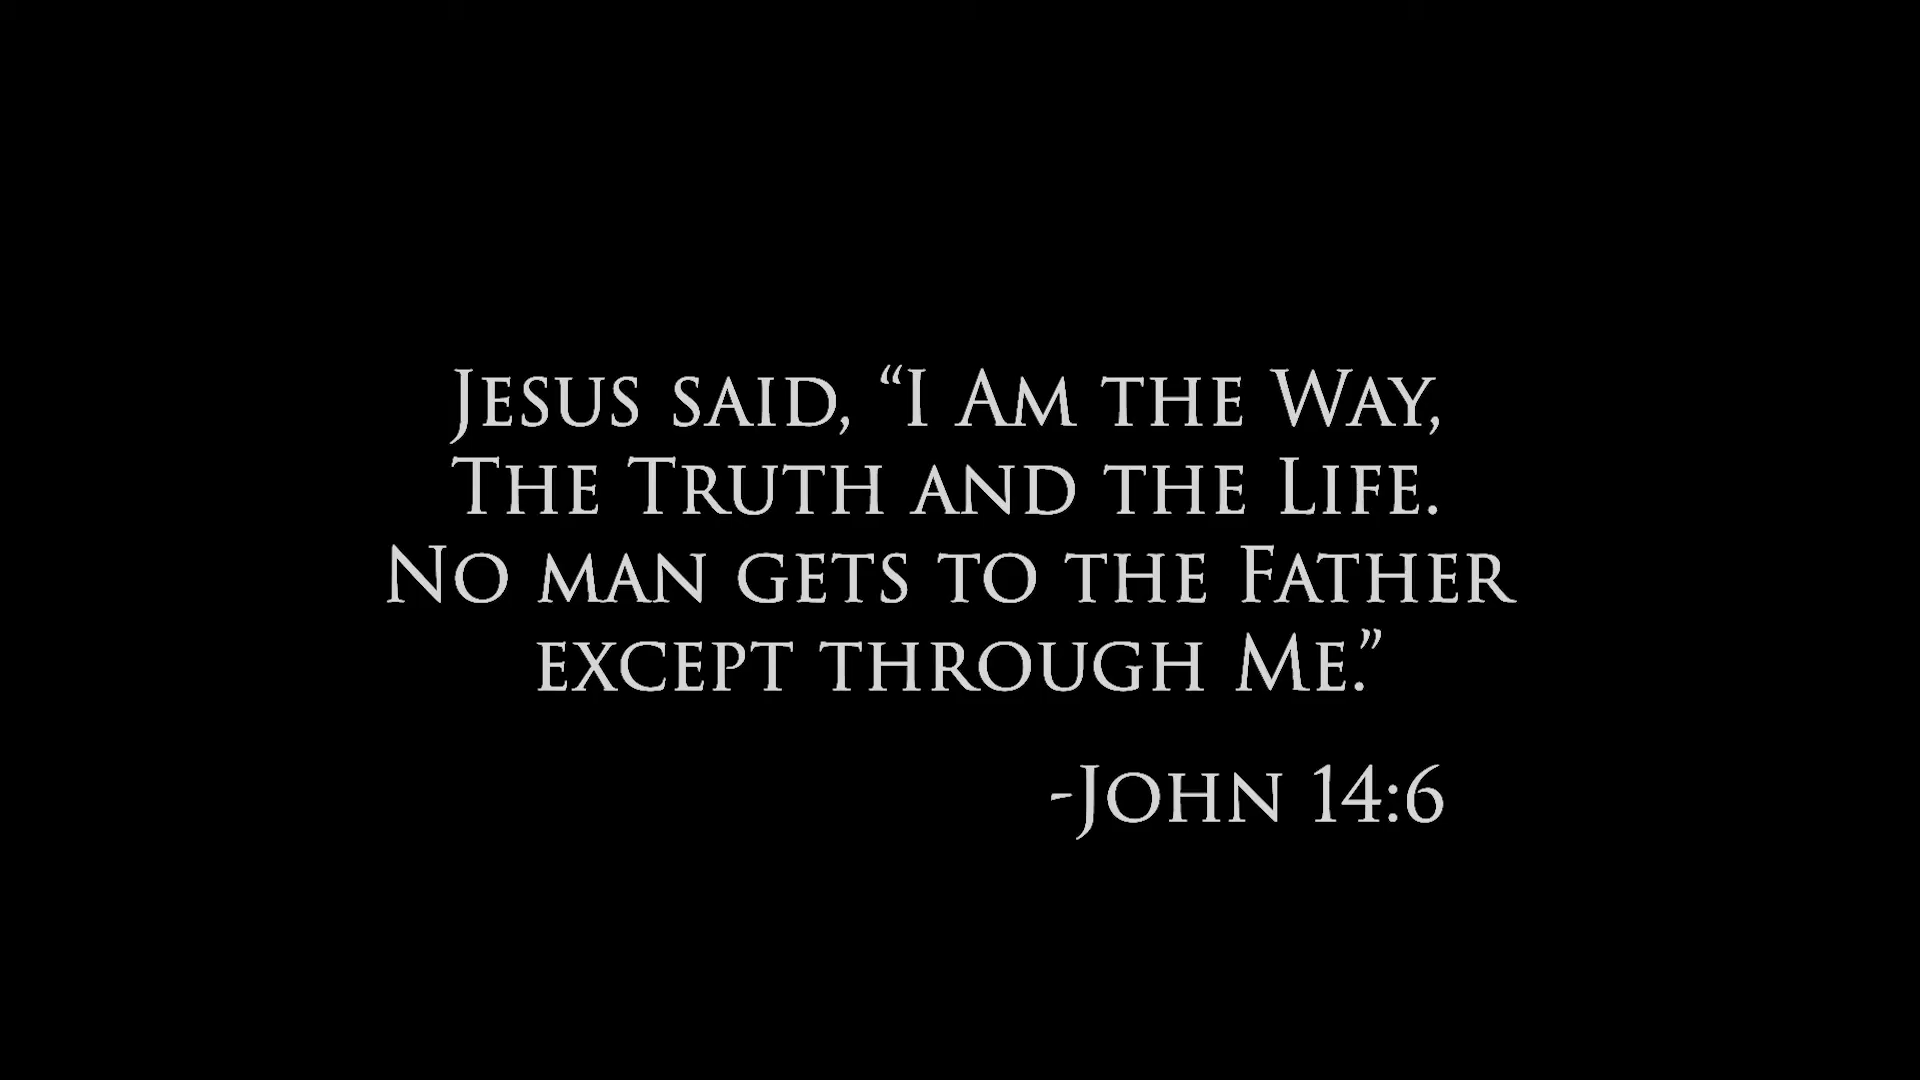 Jesus said, “I Am the Way,
The Truth and the Life.
No man gets to the Father
except through Me.”
-John 14:6